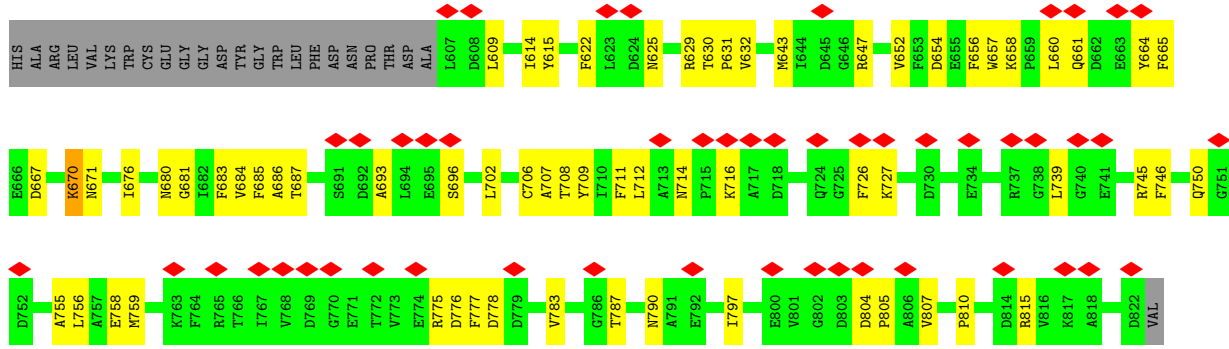 HIS ALA ARG LEU VAL LYS TRP CYS GLU GLY GLY ASP TYR GLY TRP LEU PHE ASP ASN PRO THR ASP ALA L607 D608 L609 I614 Y615 F622 L623 D624 N625 R629 T630 P631 V632 M643 I644 D645 G646 R647 V652 F653 D654 E655 F656 W657 K658 P659 L660 Q661 D662 E663 Y664 F665
E666 D667 K670 N671 I676 N680 G681 I682 F683 V684 F685 A686 T687 S691 D692 A693 L694 E695 S696 L702 C706 A707 T708 Y709 I710 F711 L712 A713 N714 P715 K716 A717 D718 Q724 G725 F726 K727 D730 E734 R737 G738 L739 G740 E741 R745 F746 Q750 G751
D752 A755 L756 A757 E758 M759 K763 F764 R765 T766 I767 V768 D769 G770 E771 T772 V773 E774 R775 D776 F777 D778 D779 V783 G786 T787 N790 A791 E792 I797 E800 V801 G802 D803 D804 P805 A806 V807 P810 D814 R815 V816 K817 A818 D822 VAL